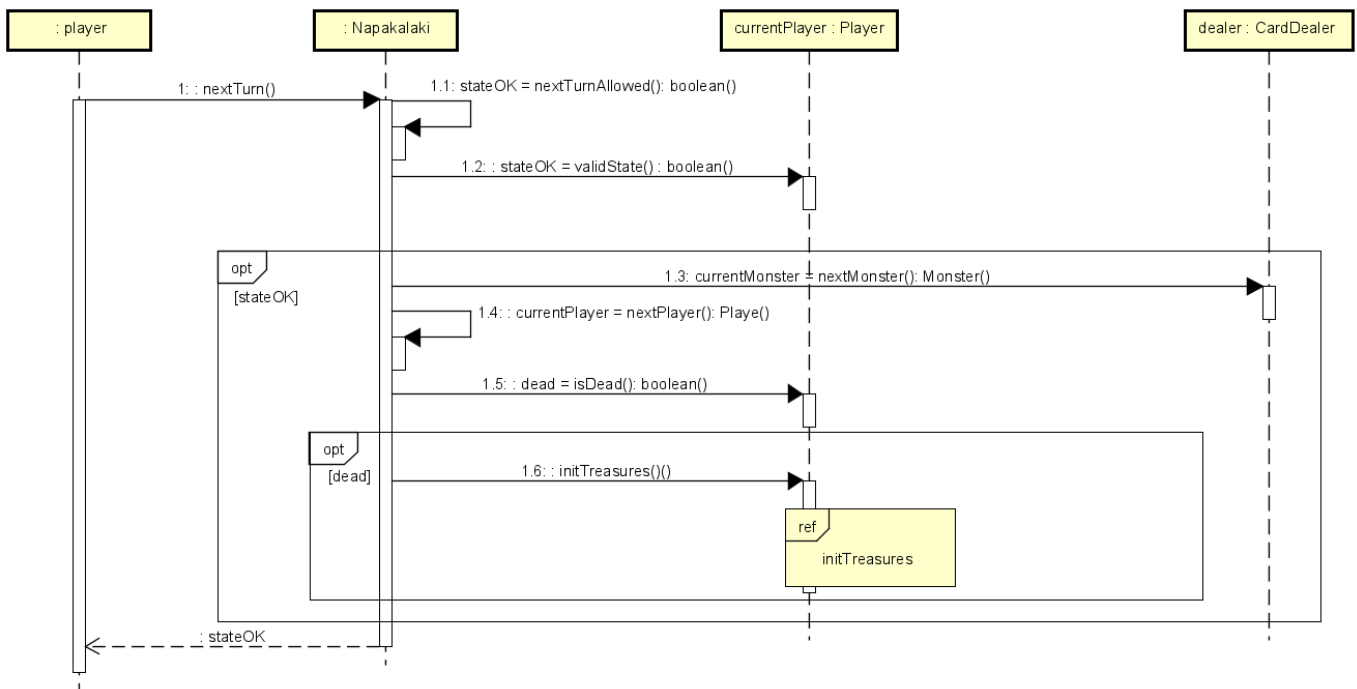 : player
: Napakalaki
currentPlayer : Player
dealer : CardDealer
1: : nextTurn()
1.1: stateOK = nextTurnAllowed(): boolean()
1.2: : stateOK = validState() : boolean()
opt
[stateOK]
1.3: currentMonster = nextMonster(): Monster()
1.4: : currentPlayer = nextPlayer(): Playe()
1.5: : dead = isDead(): boolean()
opt
[dead]
1.6: : initTreasures()()
ref
initTreasures
: stateOK